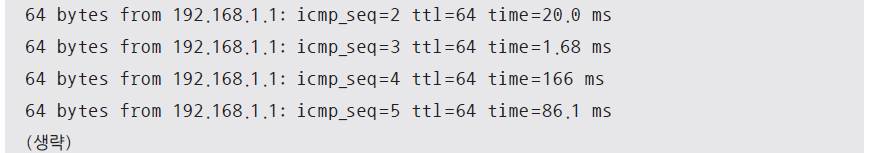 64 bytes from 192.168.1.1: icmp_seq=2 ttl=64 time=20.0 ms
64 bytes from 192.168.1.1: icmp_seq=3 ttl=64 time=1.68 ms
64 bytes from 192.168.1.1: icmp_seq=4 ttl=64 time=166 ms
64 bytes from 192.168.1.1: icmp_seq=5 ttl=64 time=86.1 ms
(생략)